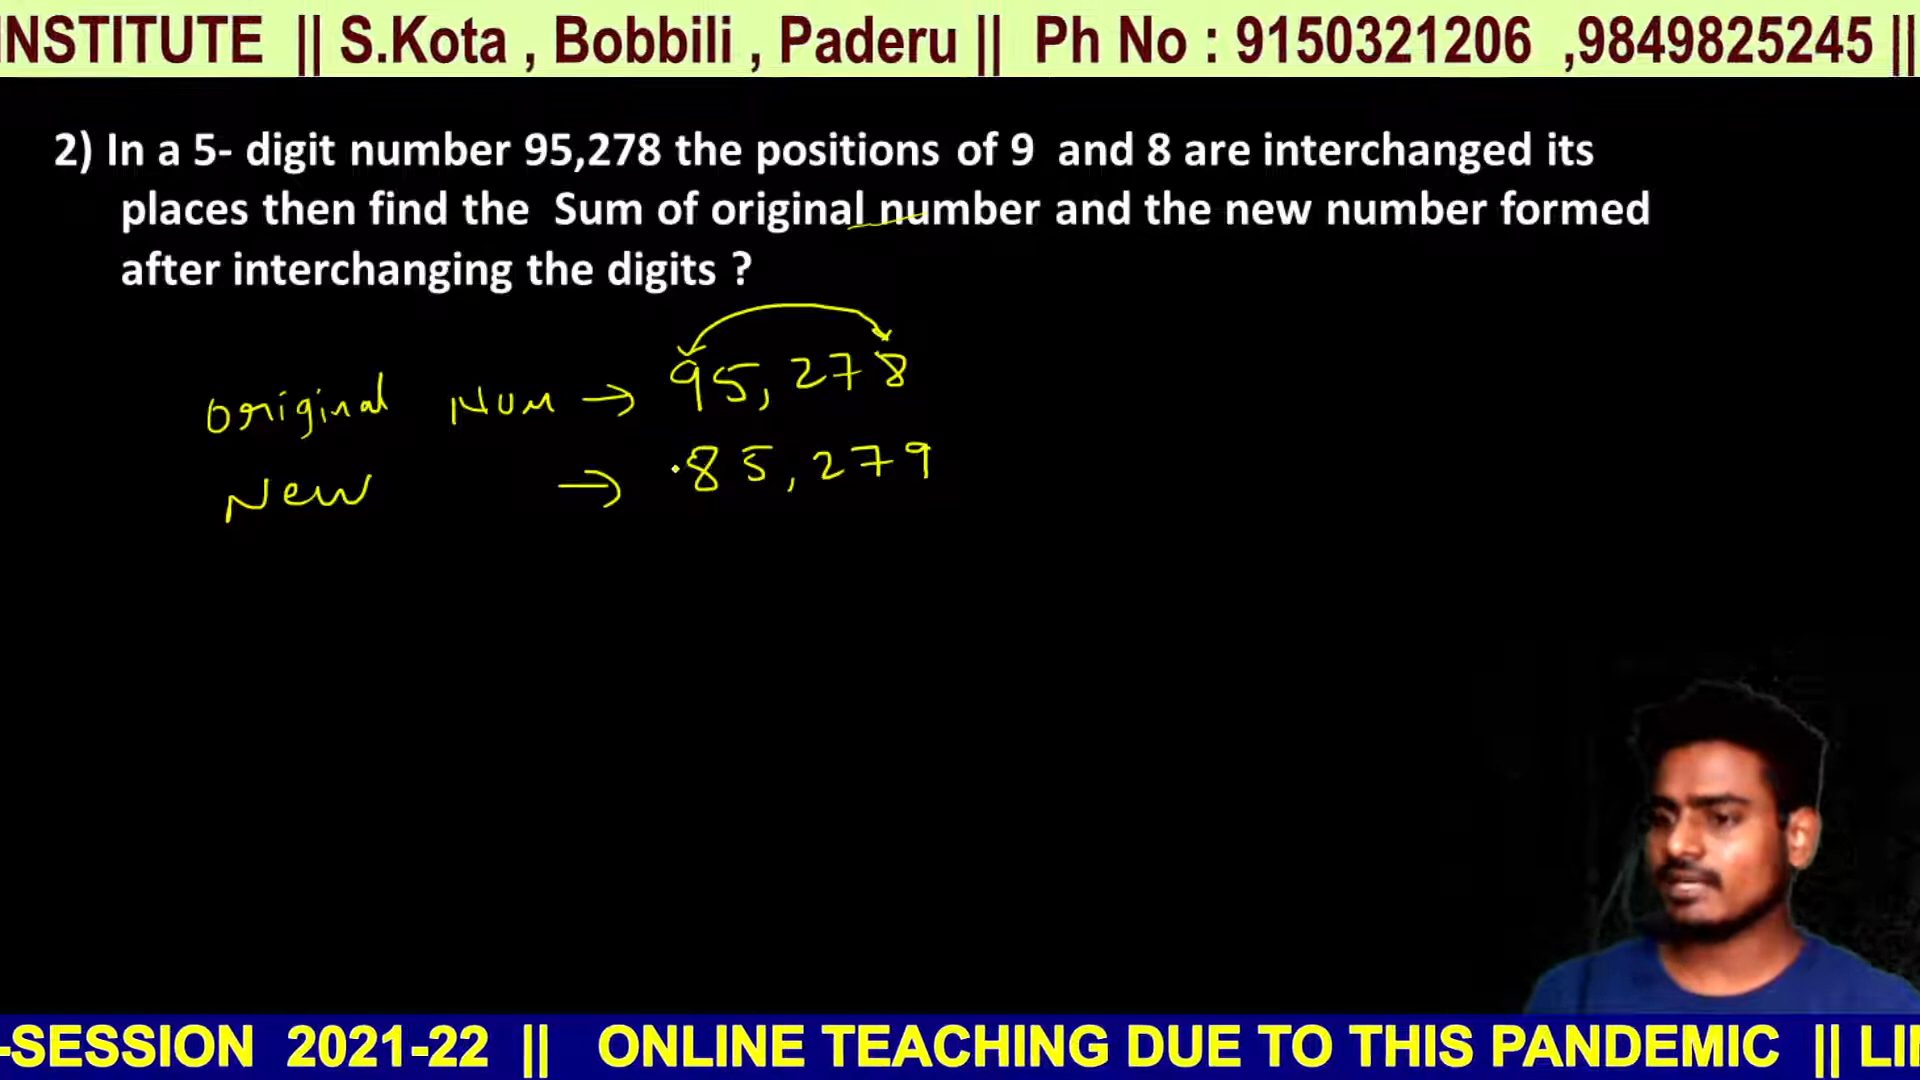 INSTITUTE || S.Kota , Bobbili , Paderu || Ph No : 9150321206 ,9849825245 ||
2) In a 5- digit number 95,278 the positions of 9 and 8 are interchanged its
places then find the Sum of original number and the new number formed
after interchanging the digits ?
Original Num → 95,278
New → 85,279
-SESSION 2021-22 || ONLINE TEACHING DUE TO THIS PANDEMIC ||